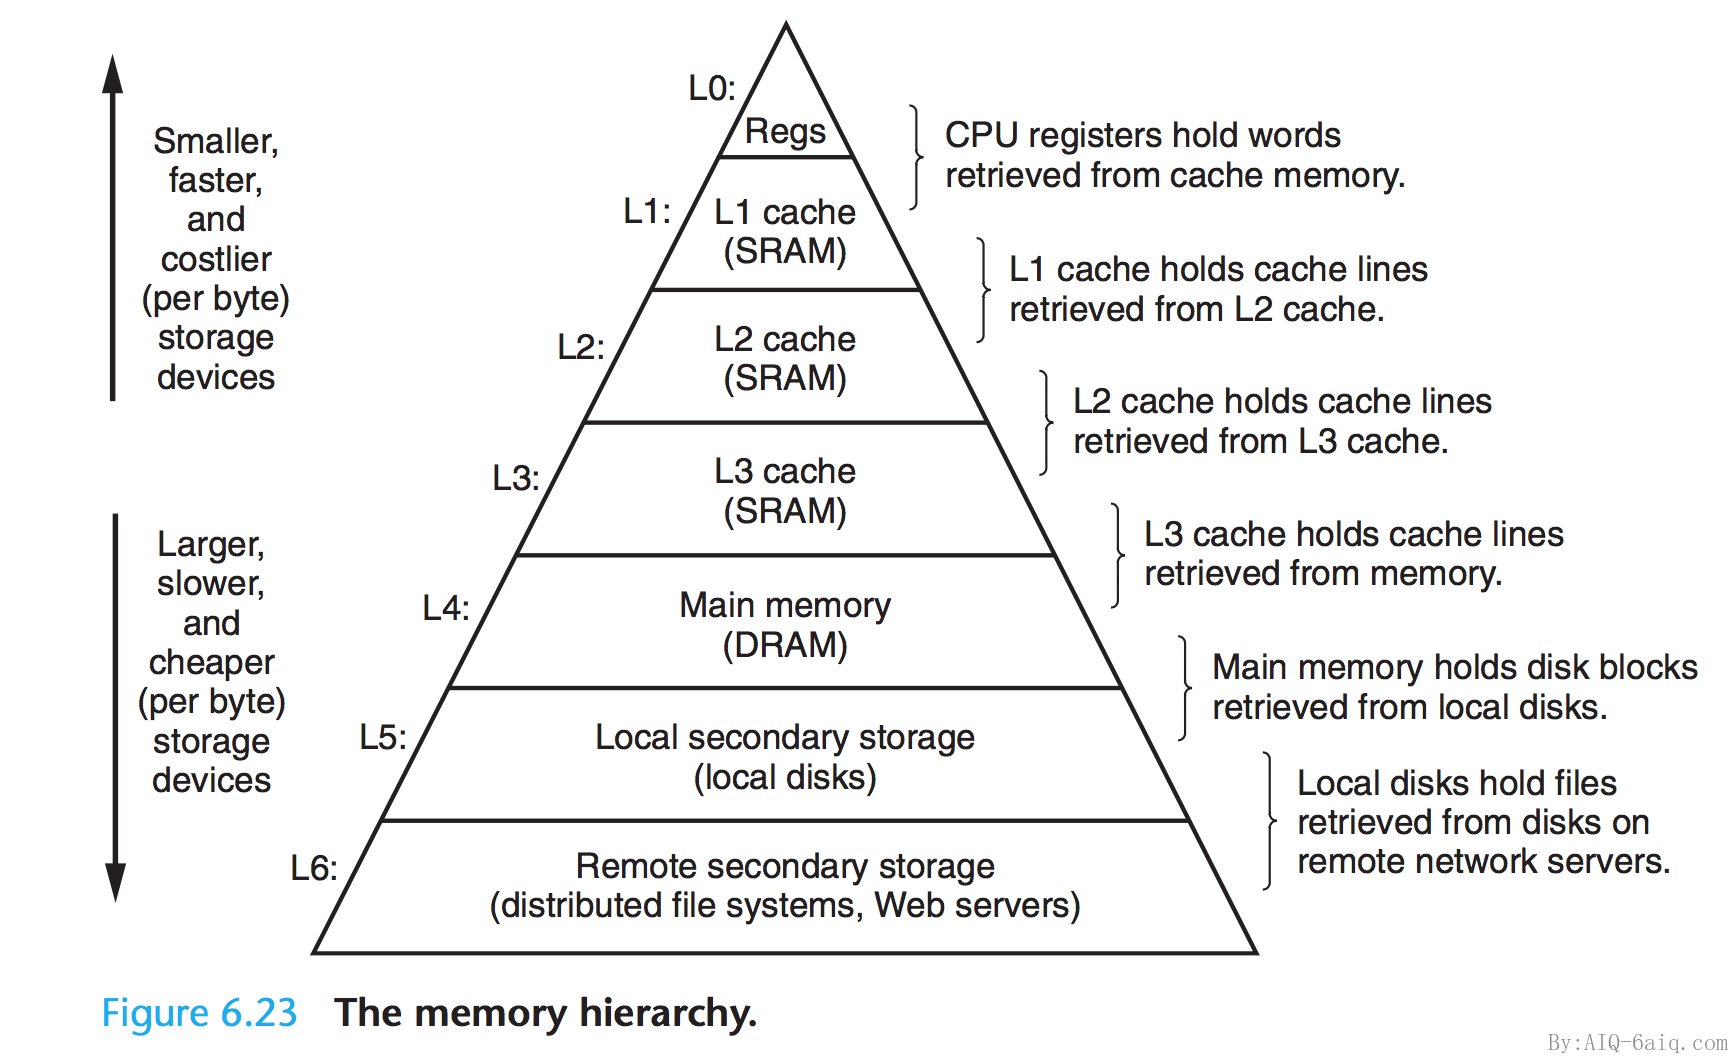 L0:
Regs
CPU registers hold words
retrieved from cache memory.
Smaller,
faster,
and
costlier
(per byte)
storage
devices
L1:
L1 cache
(SRAM)
L1 cache holds cache lines
retrieved from L2 cache.
L2:
L2 cache
(SRAM)
L2 cache holds cache lines
retrieved from L3 cache.
L3:
L3 cache
(SRAM)
L3 cache holds cache lines
retrieved from memory.
Larger,
slower,
and
cheaper
(per byte)
storage
devices
L4:
Main memory
(DRAM)
Main memory holds disk blocks
retrieved from local disks.
L5:
Local secondary storage
(local disks)
Local disks hold files
retrieved from disks on
remote network servers.
L6:
Remote secondary storage
(distributed file systems, Web servers)
Figure 6.23 The memory hierarchy.
By:AIQ-6aiq.com